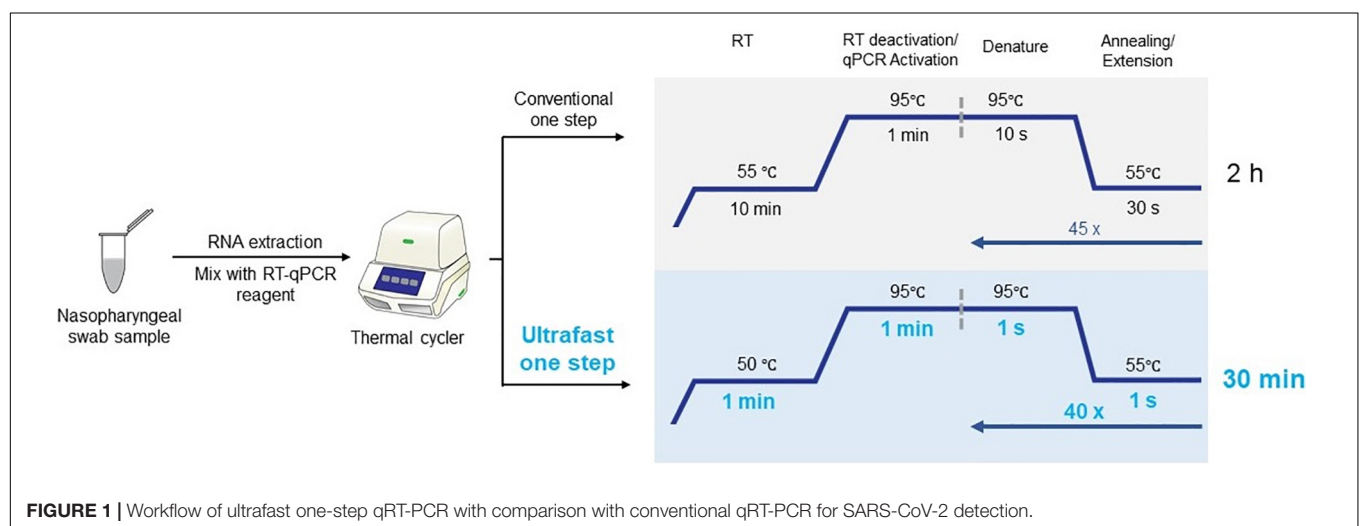 RT
RT deactivation/
qPCR Activation
Denature
Annealing/
Extension
Conventional
one step
95°C
95°C
1 min
10 s
55 °C
10 min
55°C
30 s
45 x
2 h
RNA extraction
Mix with RT-qPCR
reagent
Nasopharyngeal
swab sample
Thermal cycler
Ultrafast
one step
95°C
95°C
1 min
1 s
50 °C
1 min
55°C
1 s
40 x
30 min
FIGURE 1 | Workflow of ultrafast one-step qRT-PCR with comparison with conventional qRT-PCR for SARS-CoV-2 detection.